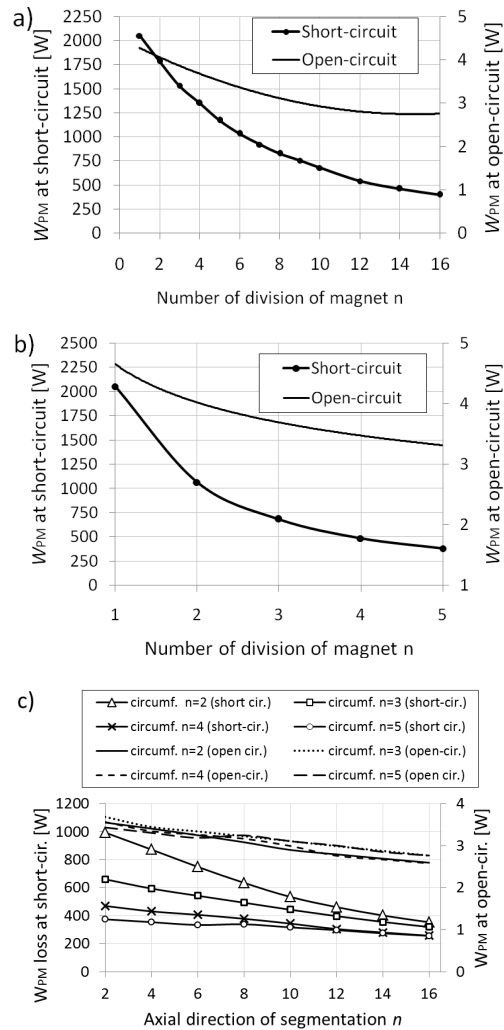 a)
WPM at short-circuit [W]
2250
2000
1750
1500
1250
1000
750
500
250
0
Short-circuit
Open-circuit
5
4
3
2
1
0
WPM at open-circuit [W]
0 2 4 6 8 10 12 14 16
Number of division of magnet n
b)
WPM at short-circuit [W]
2500
2250
2000
1750
1500
1250
1000
750
500
250
0
Short-circuit
Open-circuit
5
4
3
2
1
WPM at open-circuit [W]
1 2 3 4 5
Number of division of magnet n
c)
circumf. n=2 (short cir.) circumf. n=3 (short-cir.)
circumf. n=4 (short-cir.) circumf. n=5 (short cir.)
circumf. n=2 (open cir.) circumf. n=3 (open-cir.)
circumf. n=4 (open-cir.) circumf. n=5 (open cir.)
WPM loss at short-cir. [W]
1200
1000
800
600
400
200
0
4
3
2
1
0
WPM at open-cir. [W]
2 4 6 8 10 12 14 16
Axial direction of segmentation n